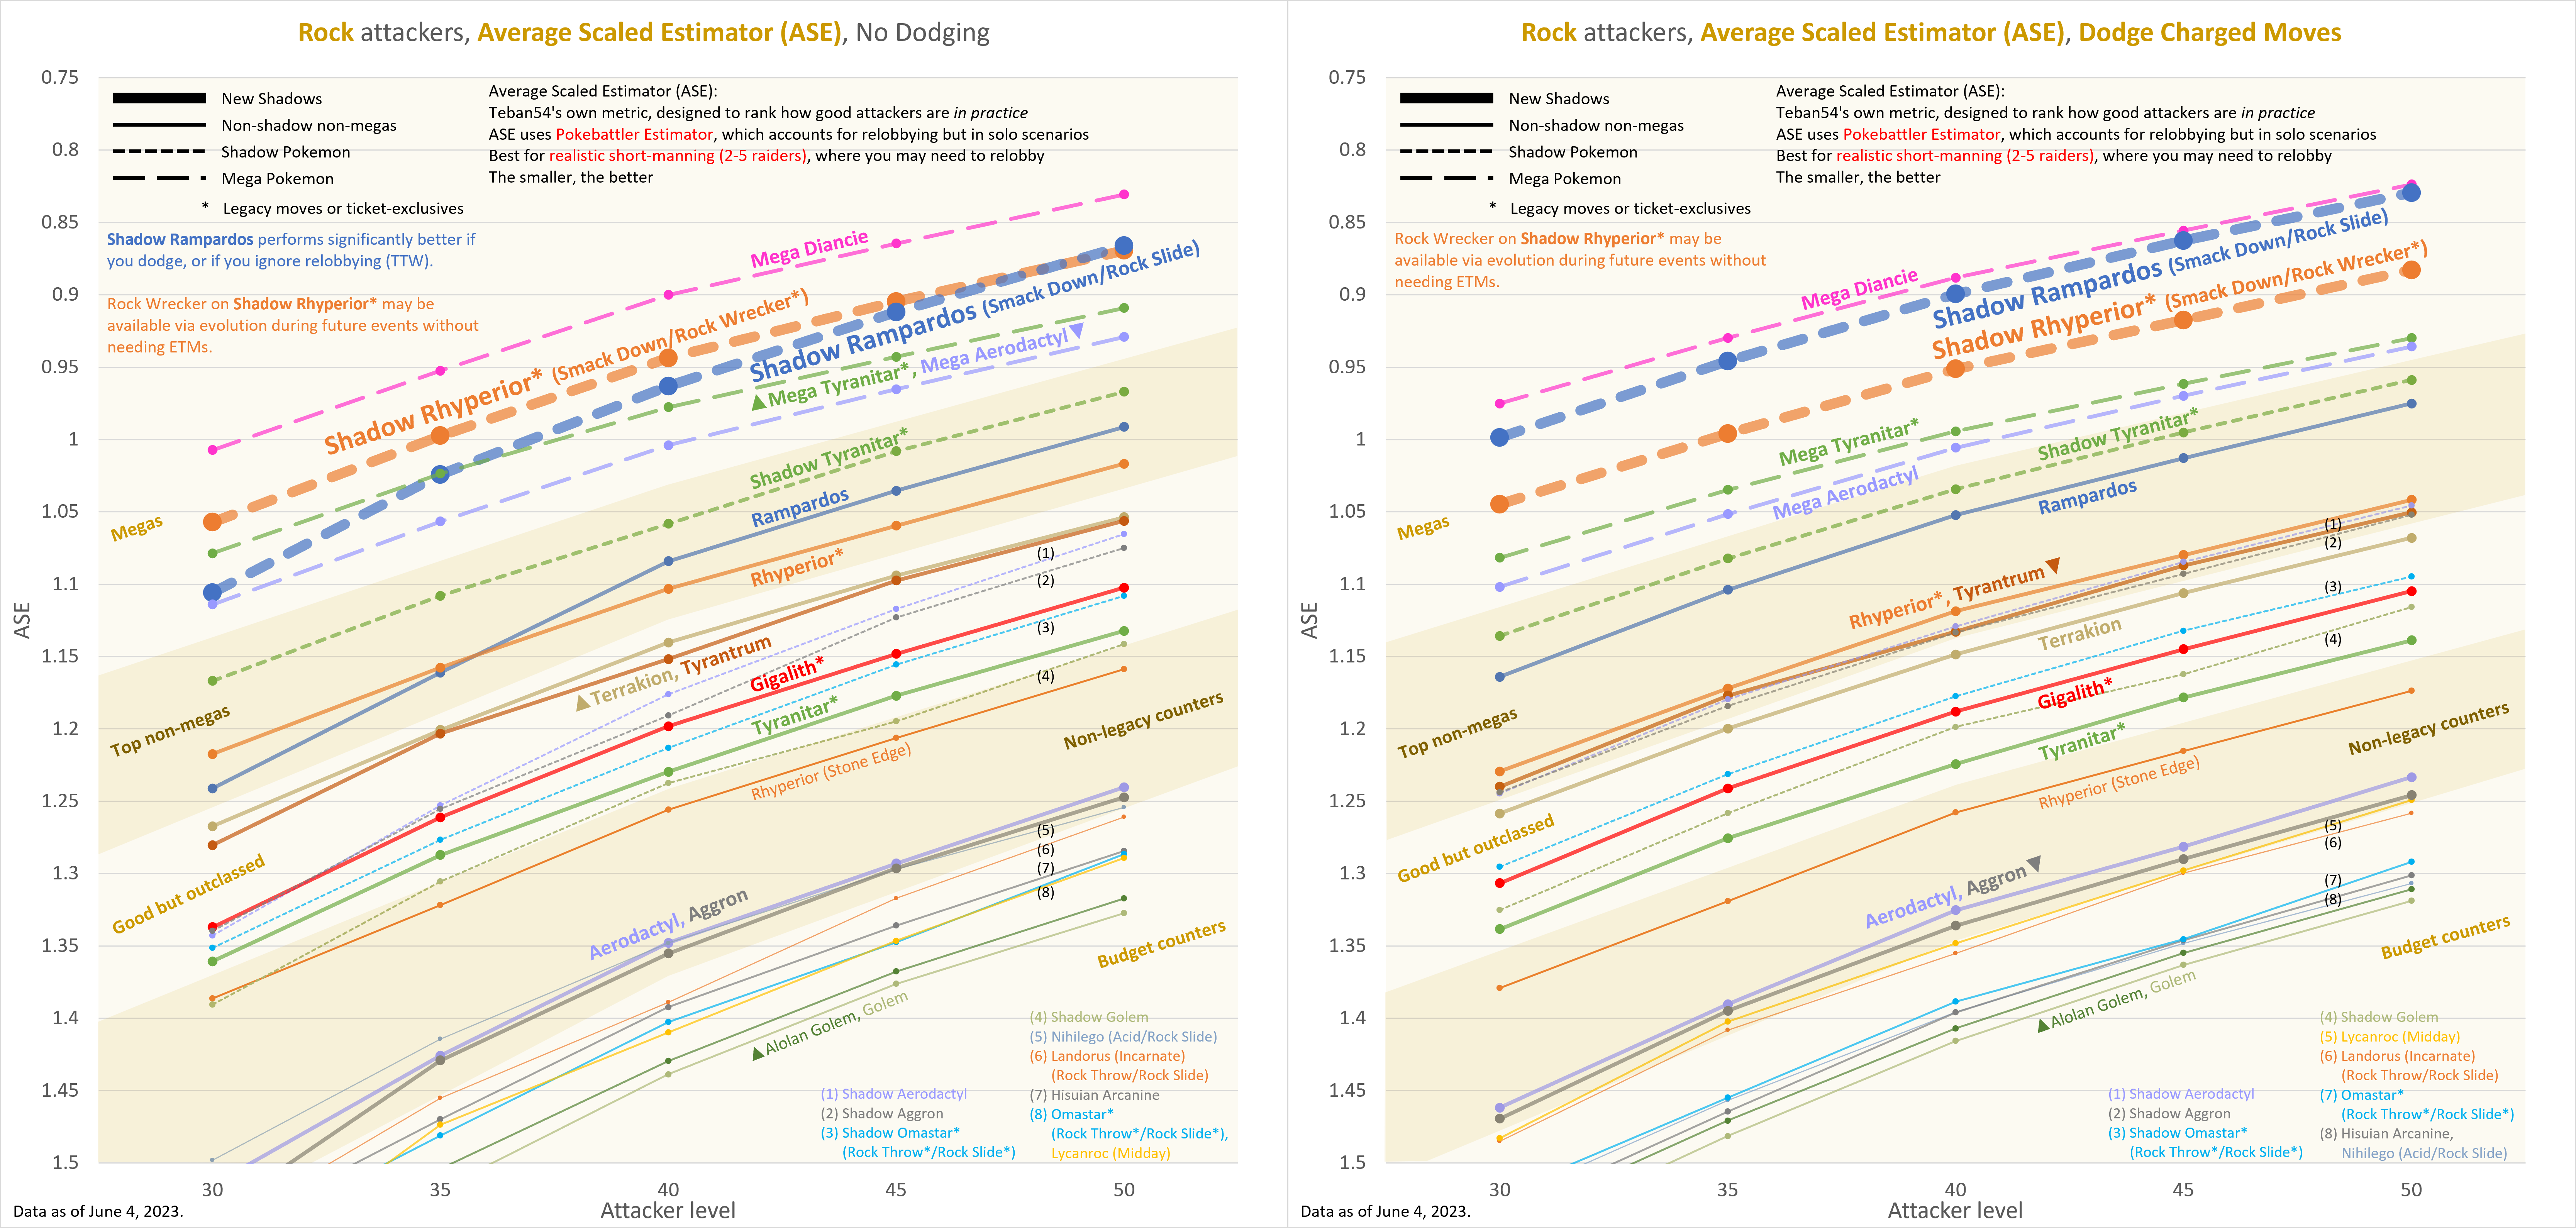 Rock attackers, Average Scaled Estimator (ASE), No Dodging
0.75
0.8
0.85
0.9
0.95
1
1.05
1.1
1.15
1.2
1.25
1.3
1.35
1.4
1.45
1.5
ASE
New Shadows
Non-shadow non-megas
Shadow Pokemon
Mega Pokemon
* Legacy moves or ticket-exclusives
Average Scaled Estimator (ASE):
Teban54's own metric, designed to rank how good attackers are in practice
ASE uses Pokebattler Estimator, which accounts for relobbying but in solo scenarios
Best for realistic short-manning (2-5 raiders), where you may need to relobby
The smaller, the better
Shadow Rampardos performs significantly better if
you dodge, or if you ignore relobbying (TTW).
Rock Wrecker on Shadow Rhyperior* may be
available via evolution during future events without
needing ETMs.
Mega Diancie
Shadow Rhyperior* (Smack Down/Rock Wrecker*)
Shadow Rampardos (Smack Down/Rock Slide)
▲Mega Tyranitar*, Mega Aerodactyl▼
Shadow Tyranitar*
Rampardos
Rhyperior*
▲Terrakion, Tyrantrum
Gigalith*
Tyranitar*
Rhyperior (Stone Edge)
Aerodactyl, Aggron
▲Alolan Golem, Golem
Megas
Top non-megas
Good but outclassed
Non-legacy counters
Budget counters
(1)
(2)
(3)
(4)
(5)
(6)
(7)
(8)
(1) Shadow Aerodactyl
(2) Shadow Aggron
(3) Shadow Omastar*
(Rock Throw*/Rock Slide*)
(4) Shadow Golem
(5) Nihilego (Acid/Rock Slide)
(6) Landorus (Incarnate)
(Rock Throw/Rock Slide)
(7) Hisuian Arcanine
(8) Omastar*
(Rock Throw*/Rock Slide*),
Lycanroc (Midday)
30 35 40 45 50
Attacker level
Data as of June 4, 2023.
Rock attackers, Average Scaled Estimator (ASE), Dodge Charged Moves
0.75
0.8
0.85
0.9
0.95
1
1.05
1.1
1.15
1.2
1.25
1.3
1.35
1.4
1.45
1.5
ASE
New Shadows
Non-shadow non-megas
Shadow Pokemon
Mega Pokemon
* Legacy moves or ticket-exclusives
Average Scaled Estimator (ASE):
Teban54's own metric, designed to rank how good attackers are in practice
ASE uses Pokebattler Estimator, which accounts for relobbying but in solo scenarios
Best for realistic short-manning (2-5 raiders), where you may need to relobby
The smaller, the better
Rock Wrecker on Shadow Rhyperior* may be
available via evolution during future events without
needing ETMs.
Mega Diancie
Shadow Rampardos (Smack Down/Rock Slide)
Shadow Rhyperior* (Smack Down/Rock Wrecker*)
Mega Tyranitar*
Mega Aerodactyl
Shadow Tyranitar*
Rampardos
Rhyperior*, Tyrantrum▼
Terrakion
Gigalith*
Tyranitar*
Rhyperior (Stone Edge)
Aerodactyl, Aggron▼
▲Alolan Golem, Golem
Megas
Top non-megas
Good but outclassed
Non-legacy counters
Budget counters
(1)
(2)
(3)
(4)
(5)
(6)
(7)
(8)
(1) Shadow Aerodactyl
(2) Shadow Aggron
(3) Shadow Omastar*
(Rock Throw*/Rock Slide*)
(4) Shadow Golem
(5) Lycanroc (Midday)
(6) Landorus (Incarnate)
(Rock Throw/Rock Slide)
(7) Omastar*
(Rock Throw*/Rock Slide*)
(8) Hisuian Arcanine,
Nihilego (Acid/Rock Slide)
30 35 40 45 50
Attacker level
Data as of June 4, 2023.